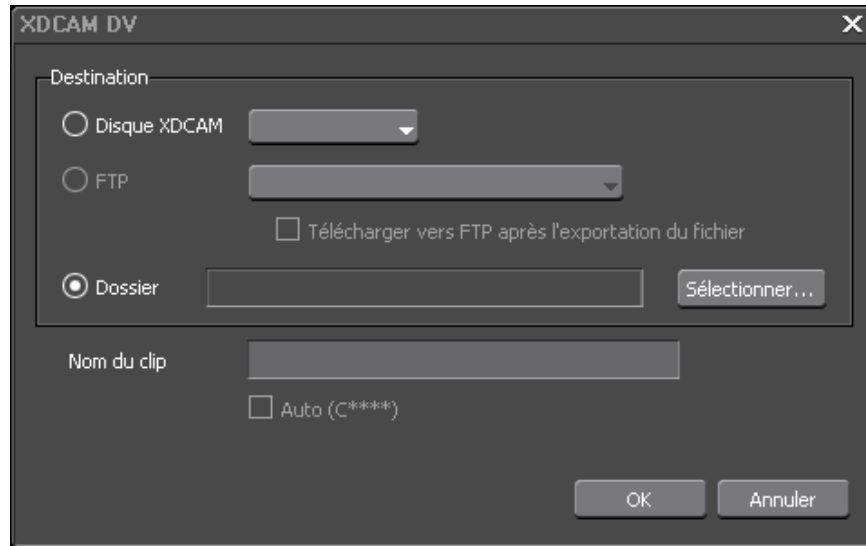 XDCAM DV
Destination
Disque XDCAM
FTP
Télécharger vers FTP après l'exportation du fichier
Dossier Sélectionner...
Nom du clip
Auto (C****)
OK Annuler